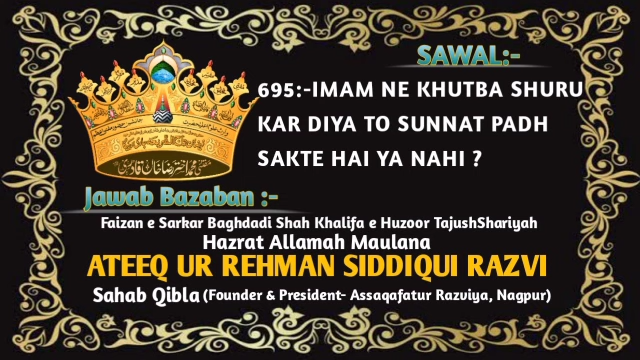 SAWAL:-
695:-IMAM NE KHUTBA SHURU
KAR DIYA TO SUNNAT PADH
SAKTE HAI YA NAHI ?
Jawab Bazaban :-
Faizan e Sarkar Baghdadi Shah Khalifa e Huzoor TajushShariyah
Hazrat Allamah Maulana
ATEEQ UR REHMAN SIDDIQUI RAZVI
Sahab Qibla (Founder & President- Assaqafatur Razviya, Nagpur)